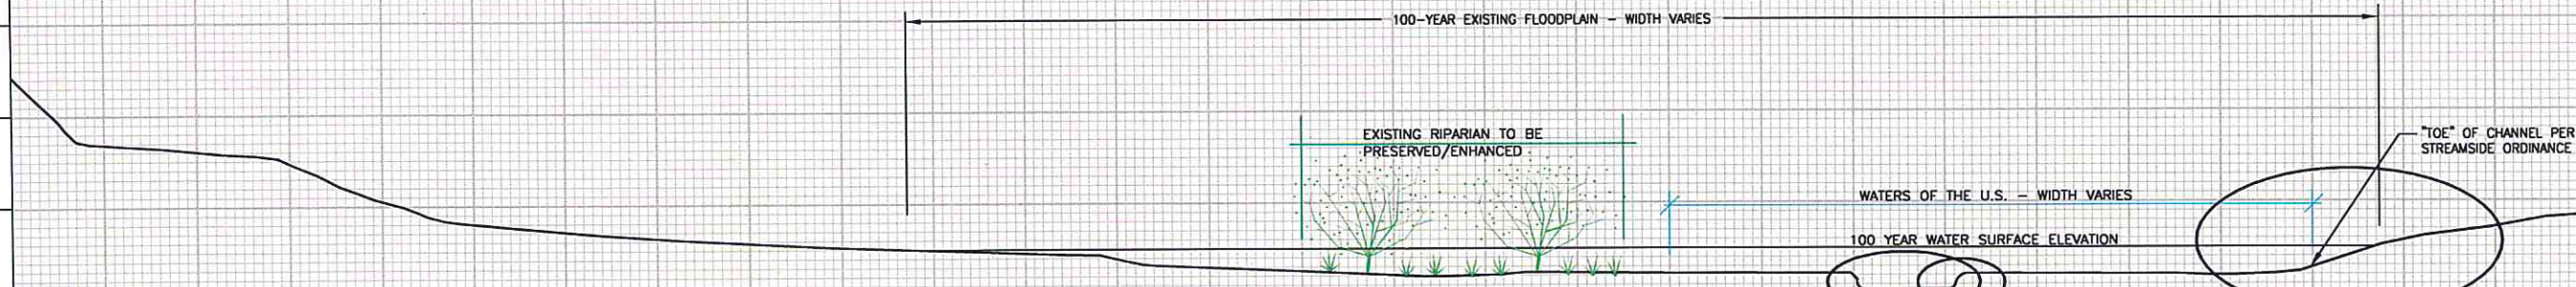 100-YEAR EXISTING FLOODPLAIN - WIDTH VARIES
EXISTING RIPARIAN TO BE
PRESERVED/ENHANCED
"TOE" OF CHANNEL PER
STREAMSIDE ORDINANCE
WATERS OF THE U.S. - WIDTH VARIES
100 YEAR WATER SURFACE ELEVATION